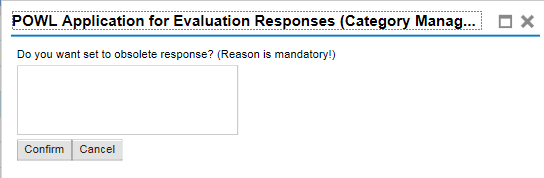 POWL Application for Evaluation Responses (Category Manag...
Do you want set to obsolete response? (Reason is mandatory!)
Confirm Cancel